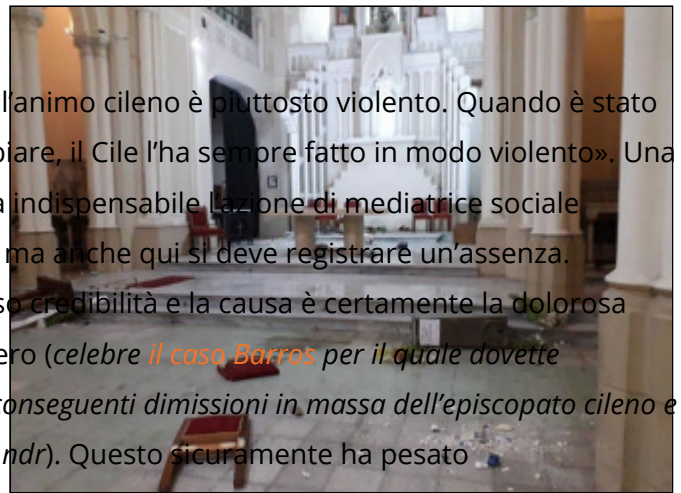 l'animo cileno è piuttosto violento. Quando è stato
biare, il Cile l'ha sempre fatto in modo violento». Una
a indispensabile l'azione di mediatrice sociale
ma anche qui si deve registrare un'assenza.
so credibilità e la causa è certamente la dolorosa
ero (celebre il caso Barros per il quale dovette
conseguenti dimissioni in massa dell'episcopato cileno e
ndr). Questo sicuramente ha pesato